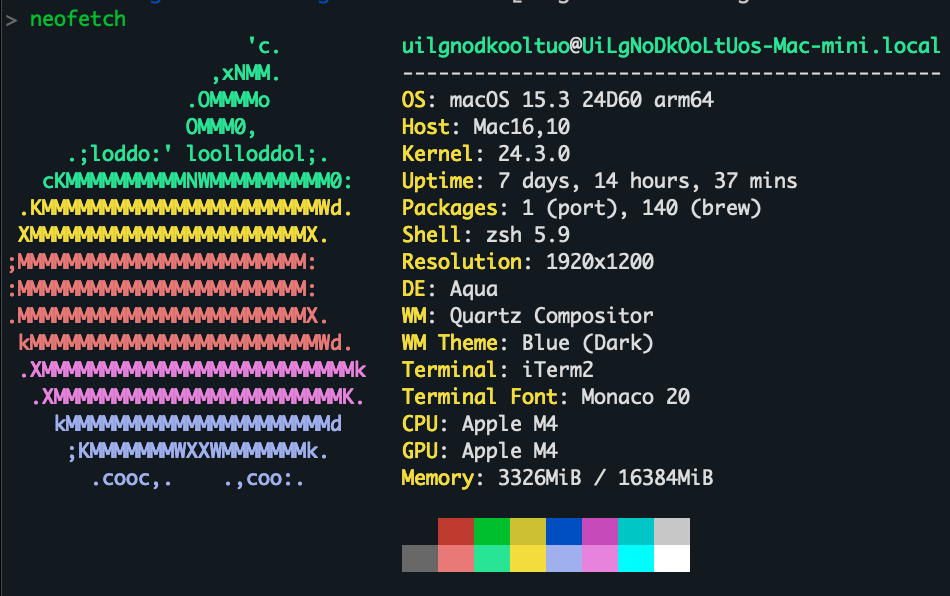 > neofetch
'c.
,xNMM.
.OMMMMo
OMMM0,
.;loddo:' loolloddol;.
cKMMMMMMMMMMNWMMMMMMMMMM0:
.KMMMMMMMMMMMMMMMMMMMMMMMWd.
XMMMMMMMMMMMMMMMMMMMMMMMX.
;MMMMMMMMMMMMMMMMMMMMMMMM:
:MMMMMMMMMMMMMMMMMMMMMMMM:
.MMMMMMMMMMMMMMMMMMMMMMMMX.
kMMMMMMMMMMMMMMMMMMMMMMMMWd.
.XMMMMMMMMMMMMMMMMMMMMMMMMMMk
.XMMMMMMMMMMMMMMMMMMMMMMMMK.
kMMMMMMMMMMMMMMMMMMMMMMd
;KMMMMMMMWXXWMMMMMMMk.
.cooc,.    .,coo:.
uilgnodkooltuo@UiLgNoDkOoLtUos-Mac-mini.local
---------------------------------------------
OS: macOS 15.3 24D60 arm64
Host: Mac16,10
Kernel: 24.3.0
Uptime: 7 days, 14 hours, 37 mins
Packages: 1 (port), 140 (brew)
Shell: zsh 5.9
Resolution: 1920x1200
DE: Aqua
WM: Quartz Compositor
WM Theme: Blue (Dark)
Terminal: iTerm2
Terminal Font: Monaco 20
CPU: Apple M4
GPU: Apple M4
Memory: 3326MiB / 16384MiB